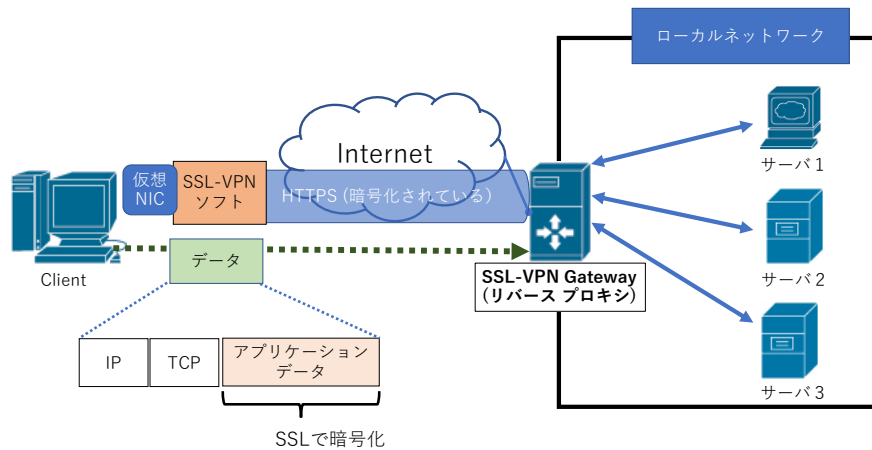 ローカルネットワーク
Internet
仮想
NIC
SSL-VPN
ソフト
HTTPS (暗号化されている)
サーバ 1
データ
Client
SSL-VPN Gateway
(リバース プロキシ)
サーバ 2
IP
TCP
アプリケーション
データ
サーバ 3
SSLで暗号化